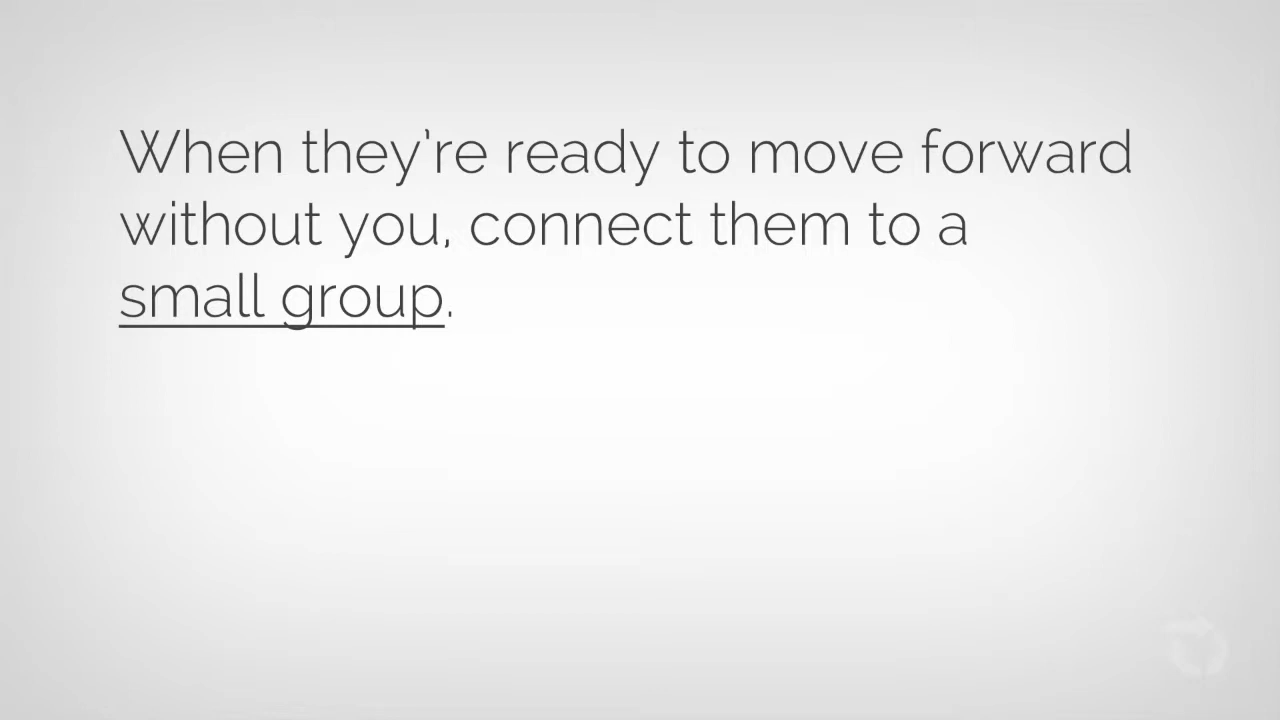 When they’re ready to move forward
without you, connect them to a
small group.